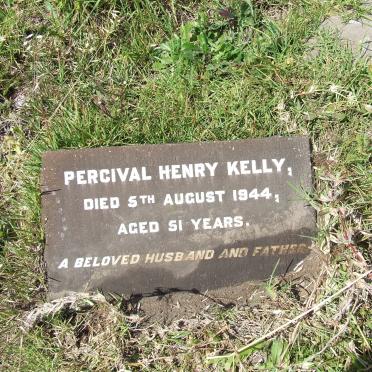 PERCIVAL HENRY KELLY,
DIED 5TH AUGUST 1944,
AGED 51 YEARS.
A BELOVED HUSBAND AND FATHER